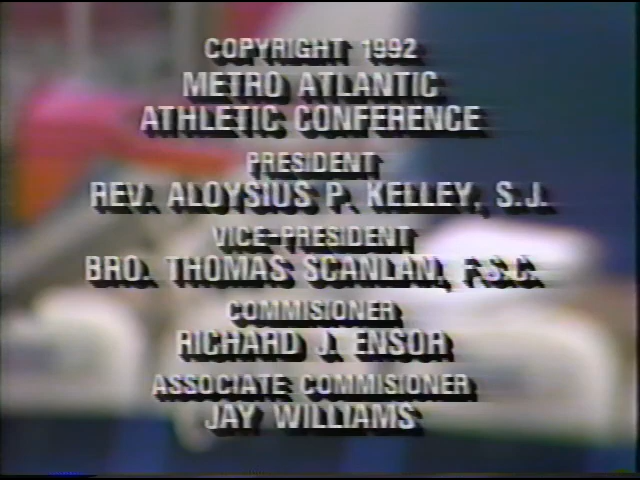 COPYRIGHT 1992
METRO ATLANTIC
ATHLETIC CONFERENCE
PRESIDENT
REV. ALOYSIUS P. KELLEY, S.J.
VICE-PRESIDENT
BRO. THOMAS SCANLAN, F.S.C.
COMMISIONER
RICHARD J. ENSOR
ASSOCIATE COMMISIONER
JAY WILLIAMS